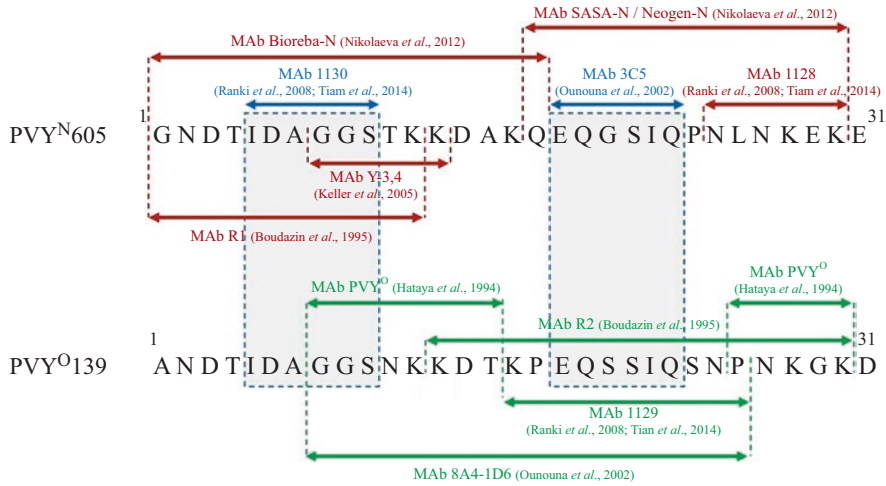 MAb SASA-N / Neogen-N (Nikolaeva et al., 2012)
MAb Bioreba-N (Nikolaeva et al., 2012)
MAb 1130
(Ranki et al., 2008; Tiam et al., 2014)
MAb 3C5
(Ounouna et al., 2002)
MAb 1128
(Ranki et al., 2008; Tiam et al., 2014)
1 31
PVYN605 GNDTIDAGGSTKKDAKQEQGSIQPNLNKEKE
MAb Y-3,4
(Keller et al., 2005)
MAb R1 (Boudazin et al., 1995)
MAb PVYO (Hataya et al., 1994)
MAb PVYO
(Hataya et al., 1994)
MAb R2 (Boudazin et al., 1995)
1 31
PVYO139 ANDTIDAGGSNKKDTKPEQSSIQSNPNKGKD
MAb 1129
(Ranki et al., 2008; Tian et al., 2014)
MAb 8A4-1D6 (Ounouna et al., 2002)